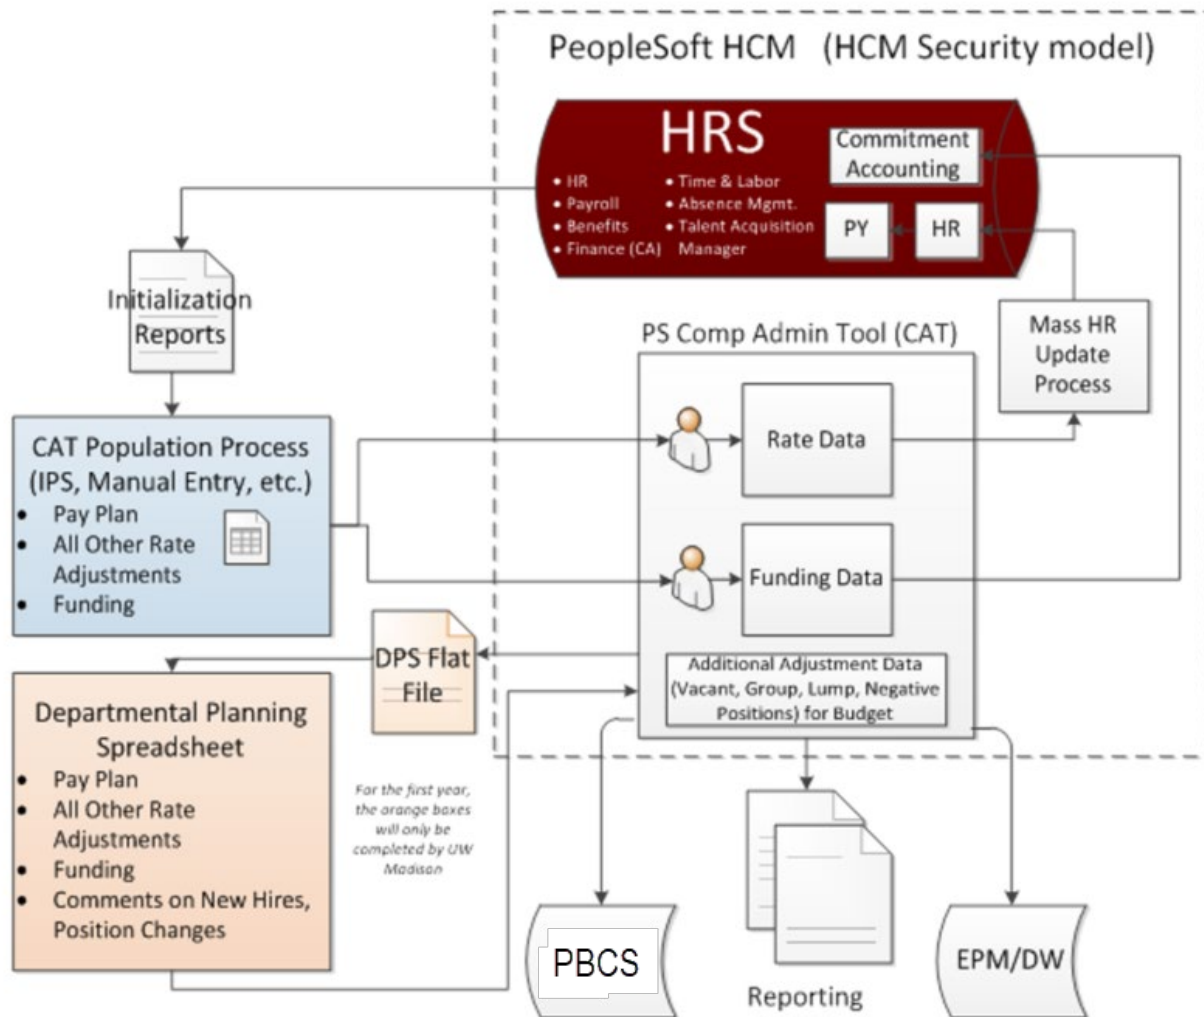 PeopleSoft HCM (HCM Security model)
HRS
• HR
• Payroll
• Benefits
• Finance (CA)
• Time & Labor
• Absence Mgmt.
• Talent Acquisition
Manager
Commitment
Accounting
PY
HR
Initialization
Reports
Mass HR
Update
Process
PS Comp Admin Tool (CAT)
Rate Data
Funding Data
Additional Adjustment Data
(Vacant, Group, Lump, Negative
Positions) for Budget
CAT Population Process
(IPS, Manual Entry, etc.)
• Pay Plan
• All Other Rate
Adjustments
• Funding
DPS Flat
File
Departmental Planning
Spreadsheet
• Pay Plan
• All Other Rate
Adjustments
• Funding
• Comments on New Hires,
Position Changes
For the first year,
the orange boxes
will only be
completed by UW
Madison
PBCS
Reporting
EPM/DW